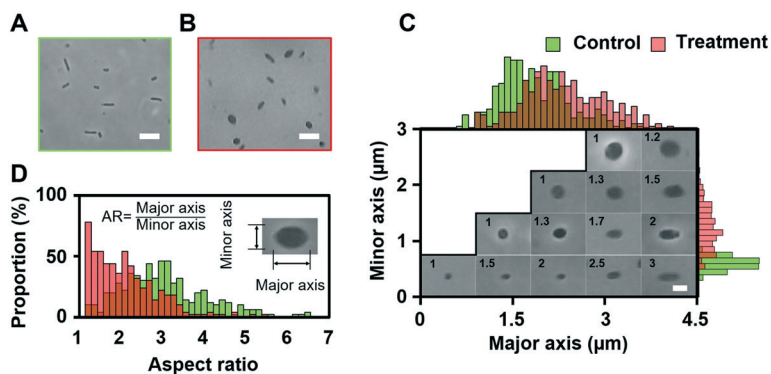 A
B
C
Control
Treatment
Minor axis (µm)
3
2
1
0
1
1.2
1
1.3
1.5
1
1.3
1.7
2
1
1.5
2
2.5
3
0
1.5
3
4.5
Major axis (µm)
D
Proportion (%)
100
50
0
AR= Major axis
Minor axis
Minor axis
Major axis
1
2
3
4
5
6
7
Aspect ratio